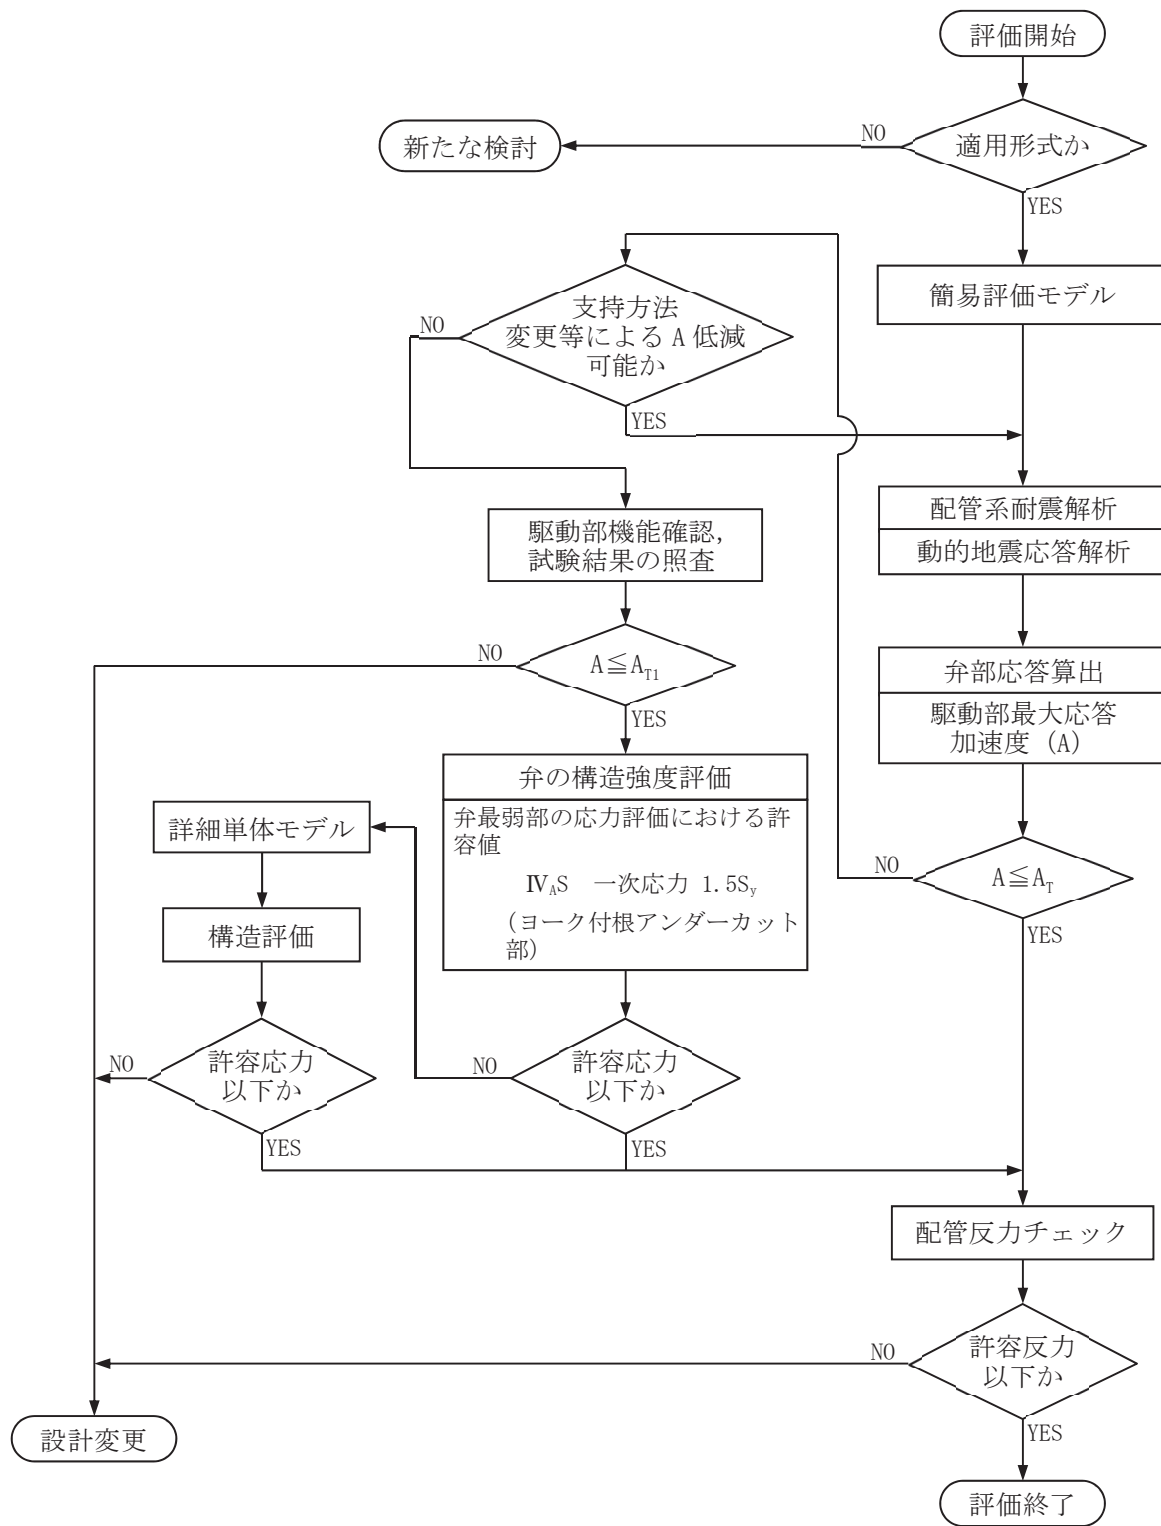 評価開始
適用形式か
NO
新たな検討
YES
簡易評価モデル
支持方法
変更等による A 低減
可能か
NO
YES
配管系耐震解析
動的地震応答解析
駆動部機能確認,
試験結果の照査
弁部応答算出
駆動部最大応答
加速度 (A)
A≦A_T1
NO
YES
弁の構造強度評価
弁最弱部の応力評価における許
容値
Ⅳ_AS 一次応力 1.5S_y
(ヨーク付根アンダーカット
部)
詳細単体モデル
構造評価
A≦A_T
NO
YES
許容応力
以下か
NO
YES
許容応力
以下か
NO
YES
配管反力チェック
許容反力
以下か
NO
YES
設計変更
評価終了